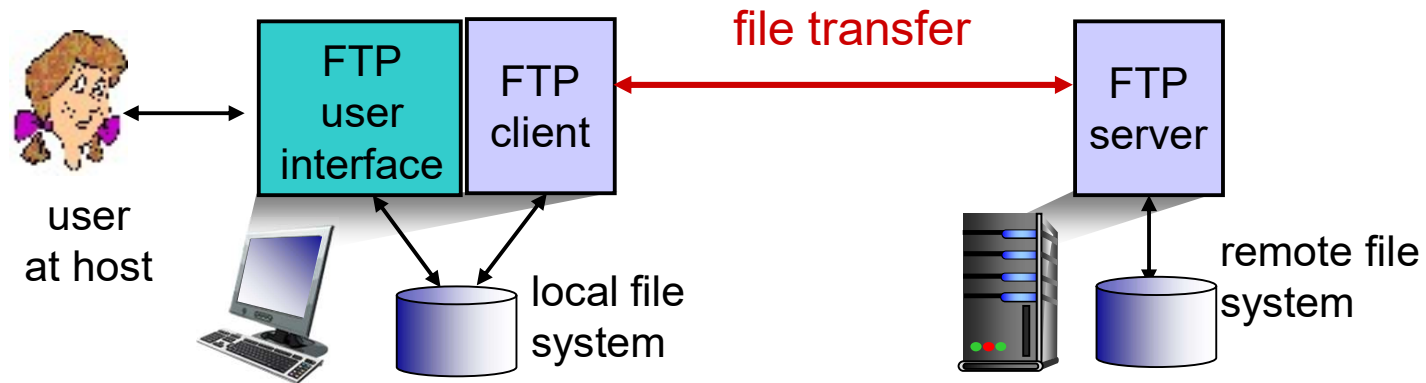 file transfer
FTP
user
interface
FTP
client
FTP
server
user
at host
local file
system
remote file
system